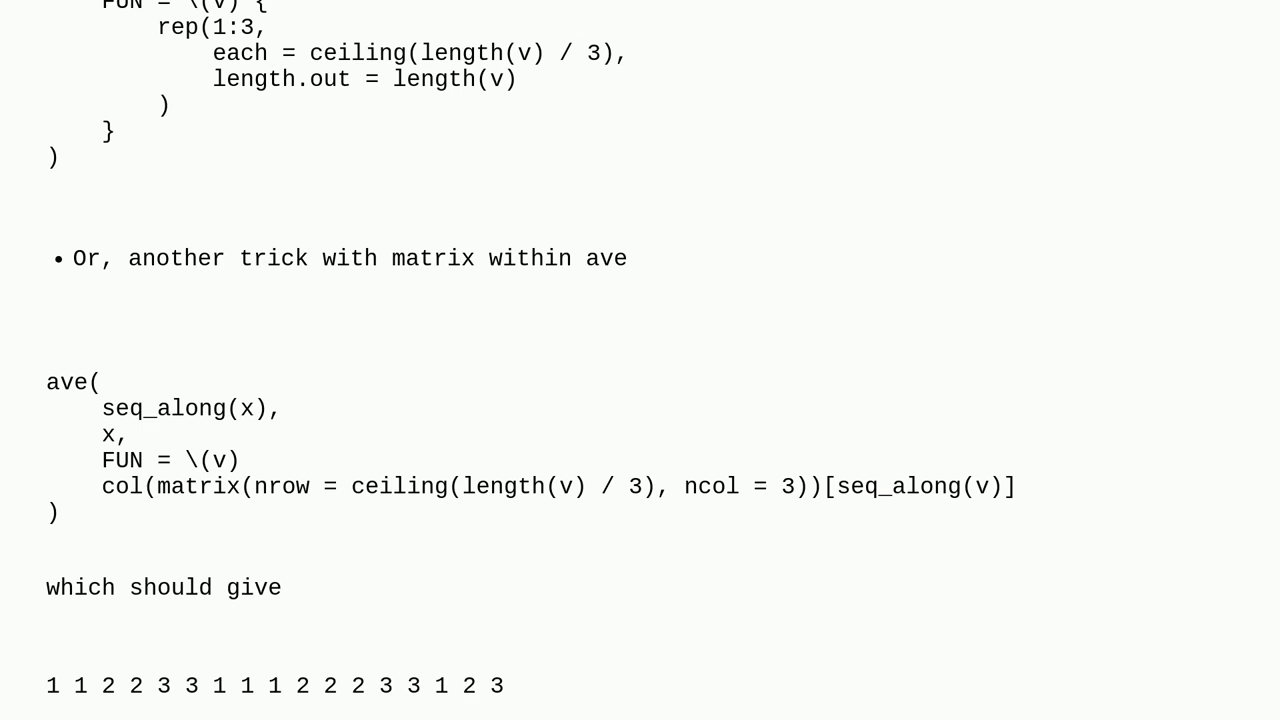 FUN = \(v) {
rep(1:3,
each = ceiling(length(v) / 3),
length.out = length(v)
)
}
)
• Or, another trick with matrix within ave
ave(
seq_along(x),
x,
FUN = \(v)
col(matrix(nrow = ceiling(length(v) / 3), ncol = 3))[seq_along(v)]
)
which should give
1 1 2 2 3 3 1 1 1 2 2 2 3 3 1 2 3